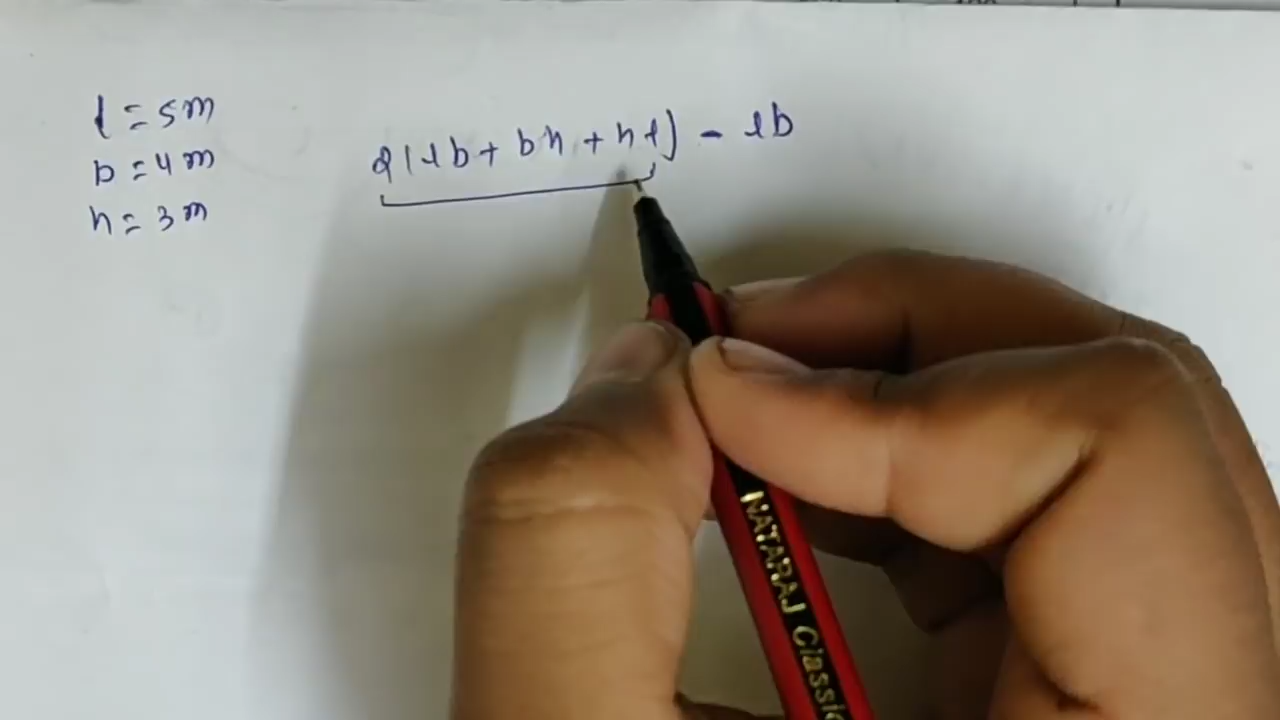 l = 5m
b = 4m
h = 3m
2(lb + bh + hl) - lb
NATARAJ Classic